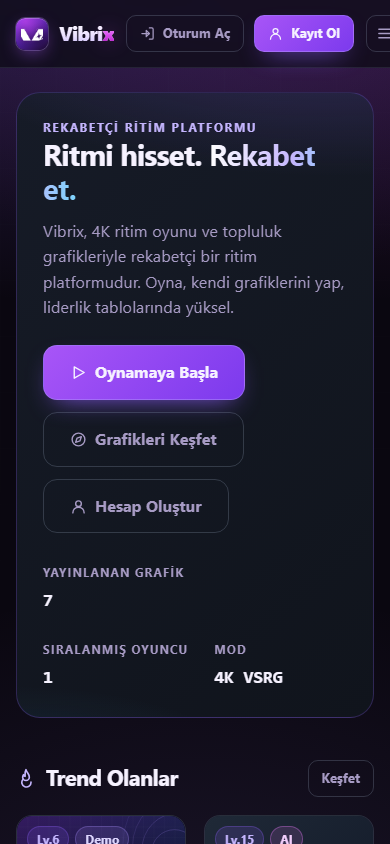 Vibrix
Oturum Aç
Kayıt Ol
REKABETÇİ RİTİM PLATFORMU
Ritmi hisset. Rekabet
et.
Vibrix, 4K ritim oyunu ve topluluk
grafikleriyle rekabetçi bir ritim
platformudur. Oyna, kendi grafiklerini yap,
liderlik tablolarında yüksel.
Oynamaya Başla
Grafikleri Keşfet
Hesap Oluştur
YAYINLANAN GRAFİK
7
SIRALANMIŞ OYUNCU
MOD
1
4K VSRG
Trend Olanlar
Keşfet
Lv.6
Demo
Lv.15
AI